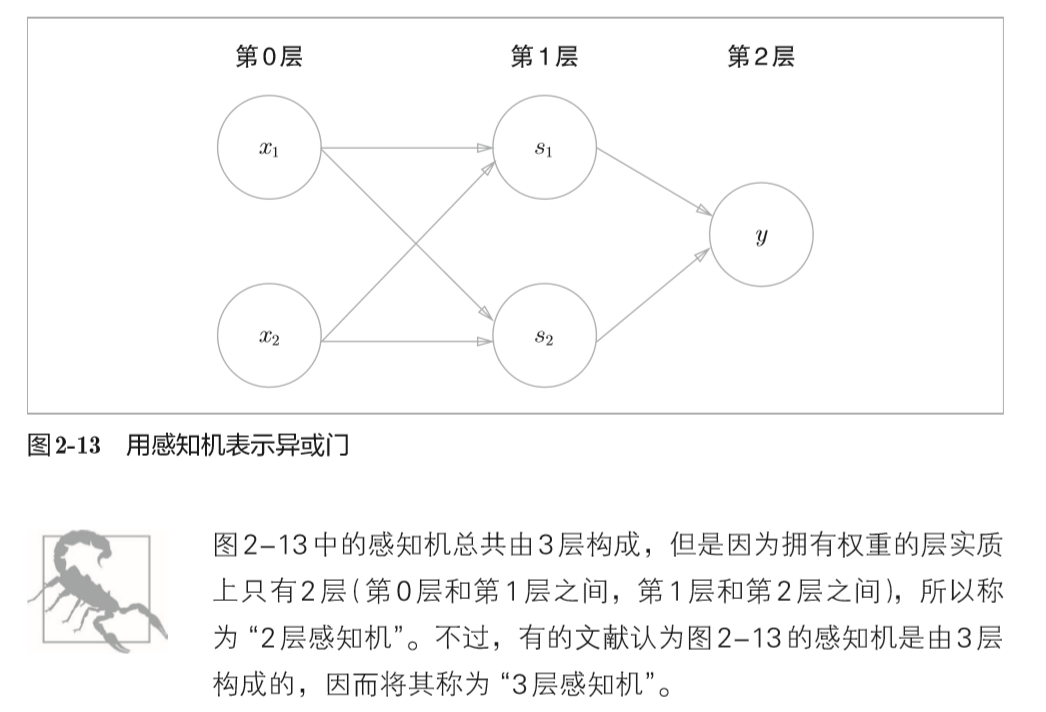 第0层 第1层 第2层
x₁ s₁
y
x₂ s₂
图2-13 用感知机表示异或门
图2-13中的感知机总共由3层构成，但是因为拥有权重的层实质
上只有2层（第0层和第1层之间，第1层和第2层之间），所以称
为“2层感知机”。不过，有的文献认为图2-13的感知机是由3层
构成的，因而将其称为“3层感知机”。